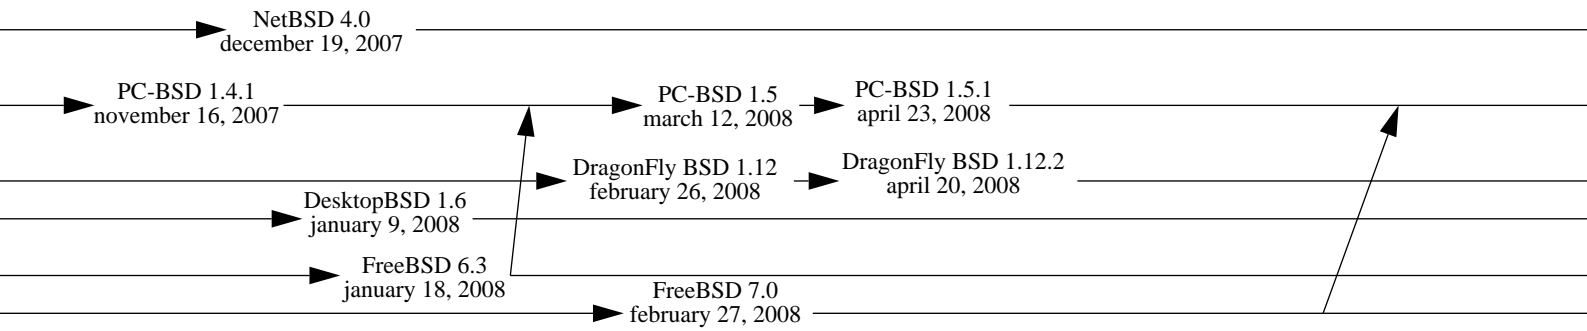 NetBSD 4.0
december 19, 2007
PC-BSD 1.4.1
november 16, 2007
PC-BSD 1.5
march 12, 2008
PC-BSD 1.5.1
april 23, 2008
DragonFly BSD 1.12
february 26, 2008
DragonFly BSD 1.12.2
april 20, 2008
DesktopBSD 1.6
january 9, 2008
FreeBSD 6.3
january 18, 2008
FreeBSD 7.0
february 27, 2008